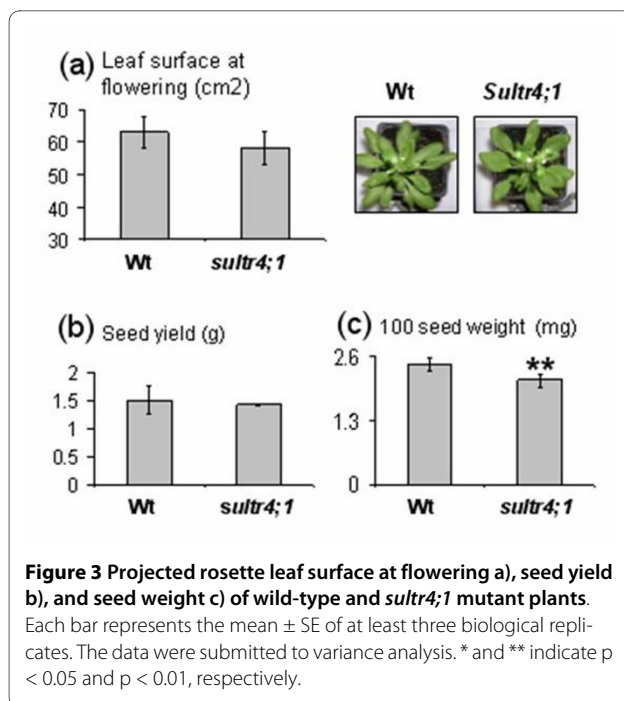 (a) Leaf surface at
flowering (cm2)
Wt Sultr4;1
70
60
50
40
30
Wt sultr4;1
(b) Seed yield (g)
2
1.5
1
0.5
0
Wt sultr4;1
(c) 100 seed weight (mg)
2.6
**
1.3
0
Wt sultr4;1
Figure 3 Projected rosette leaf surface at flowering a), seed yield
b), and seed weight c) of wild-type and sultr4;1 mutant plants.
Each bar represents the mean ± SE of at least three biological repli-
cates. The data were submitted to variance analysis. * and ** indicate p
< 0.05 and p < 0.01, respectively.